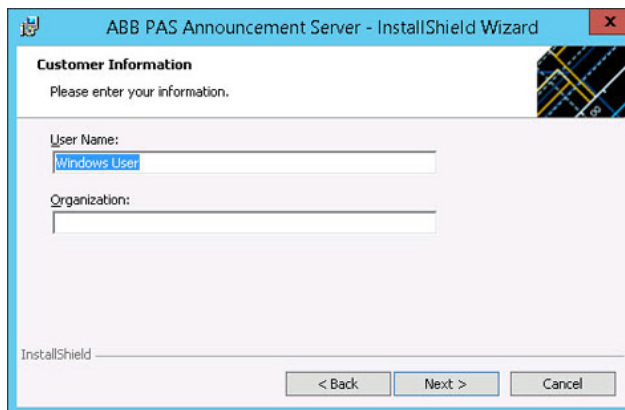 ABB PAS Announcement Server - InstallShield Wizard
x
Customer Information
Please enter your information.
User Name:
Windows User
Organization:
InstallShield
< Back Next > Cancel